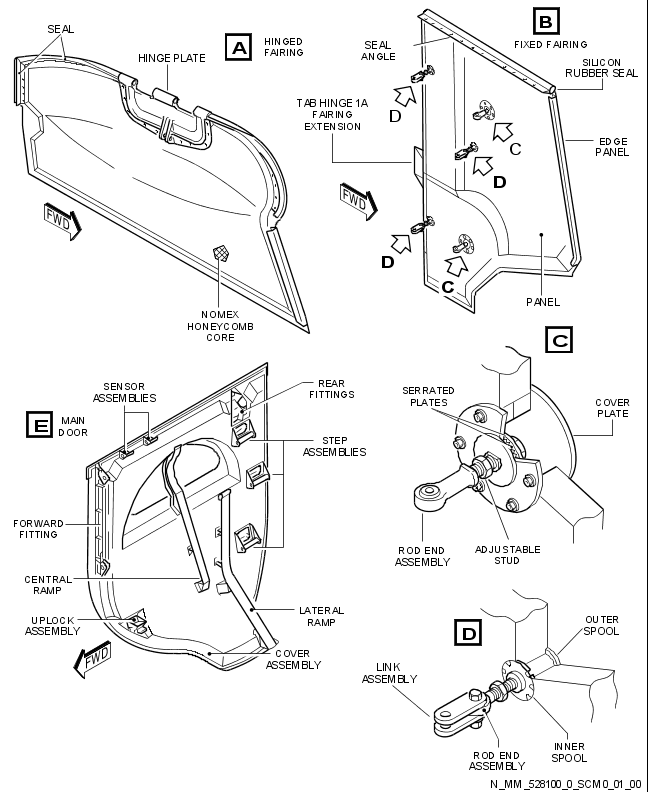 SEAL
HINGE PLATE
A
HINGED
FAIRING
FWD
NOMEX
HONEYCOMB
CORE
B
FIXED FAIRING
SEAL
ANGLE
SILICON
RUBBER SEAL
TAB HINGE 1A
FAIRING
EXTENSION
EDGE
PANEL
D
C
D
D
C
FWD
PANEL
E
MAIN
DOOR
SENSOR
ASSEMBLIES
REAR
FITTINGS
STEP
ASSEMBLIES
FORWARD
FITTING
CENTRAL
RAMP
UPLOCK
ASSEMBLY
LATERAL
RAMP
COVER
ASSEMBLY
FWD
C
SERRATED
PLATES
COVER
PLATE
ROD END
ASSEMBLY
ADJUSTABLE
STUD
D
OUTER
SPOOL
LINK
ASSEMBLY
ROD END
ASSEMBLY
INNER
SPOOL
N_MM_528100_0_SCM0_01_00